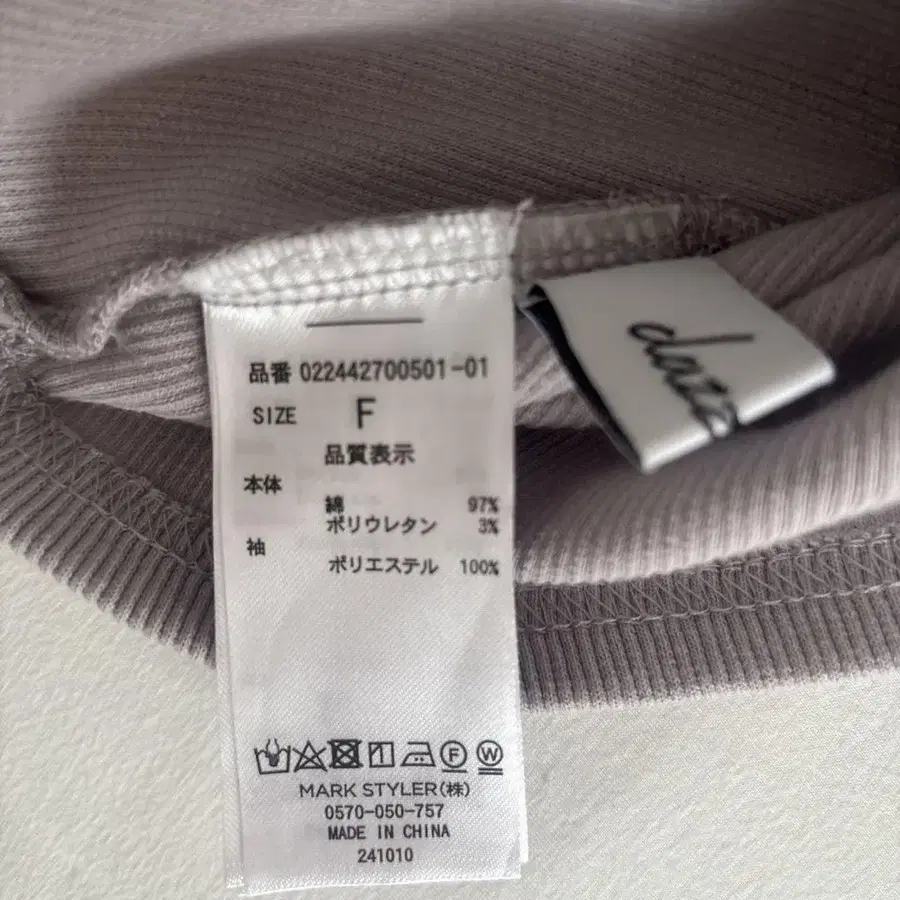 品番 022442700501-01
SIZE F
品質表示
本体
綿 97%
ポリウレタン 3%
袖
ポリエステル 100%
F W
MARK STYLER(株)
0570-050-757
MADE IN CHINA
241010